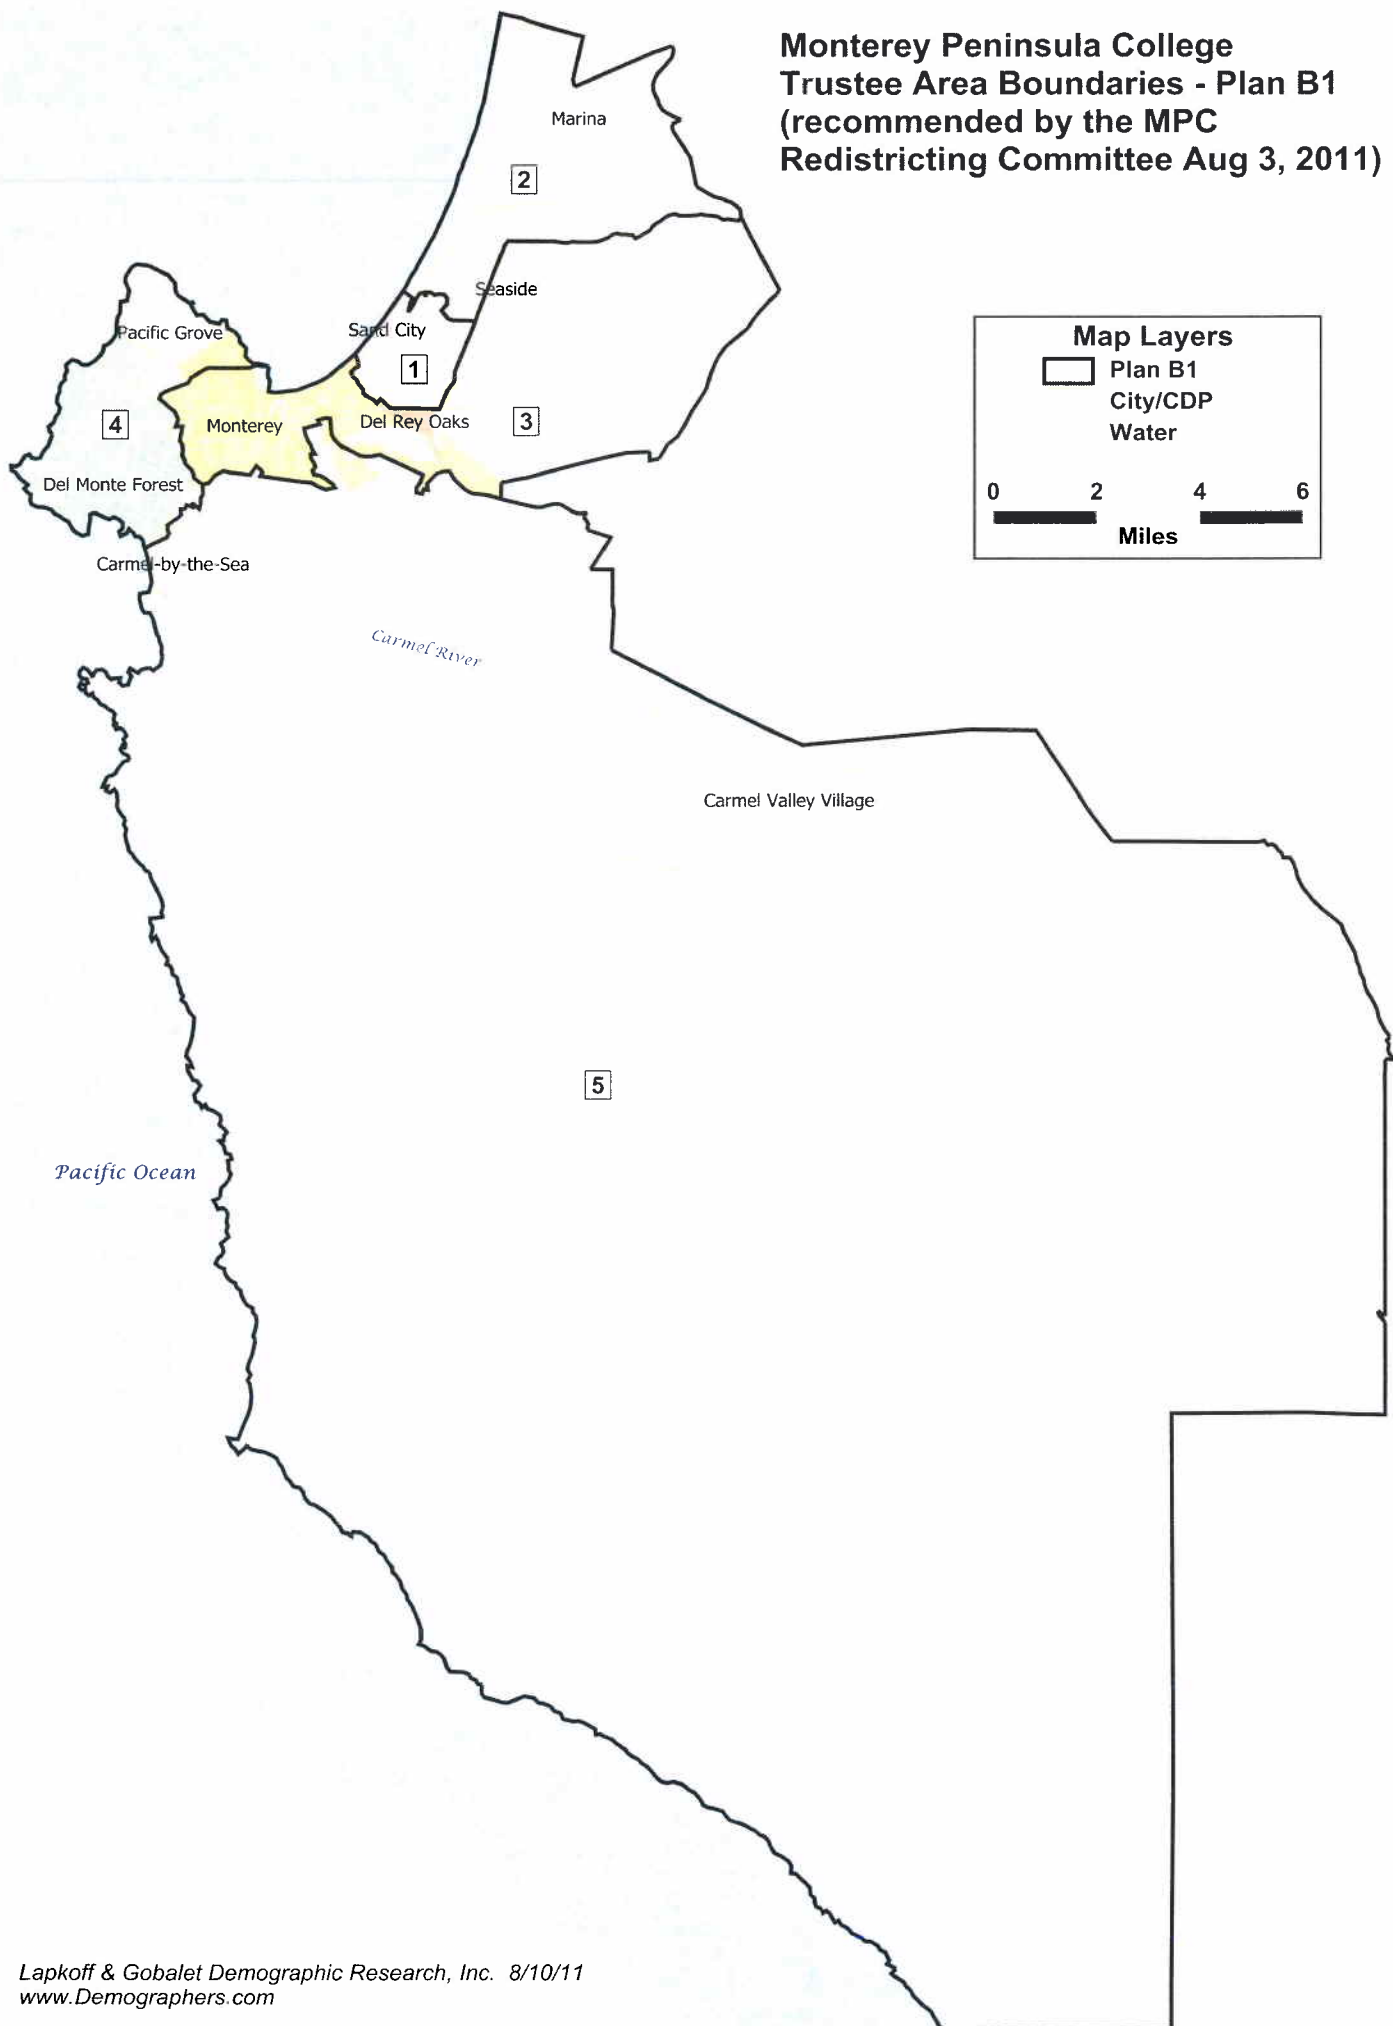 Monterey Peninsula College
Trustee Area Boundaries - Plan B1
(recommended by the MPC
Redistricting Committee Aug 3, 2011)
Marina
2
Seaside
Sand City
Pacific Grove
1
4
Monterey
Del Rey Oaks
3
Del Monte Forest
Carmel-by-the-Sea
Map Layers
Plan B1
City/CDP
Water
0 2 4 6
Miles
Carmel River
Carmel Valley Village
5
Pacific Ocean
Lapkoff & Gobalet Demographic Research, Inc. 8/10/11
www.Demographers.com